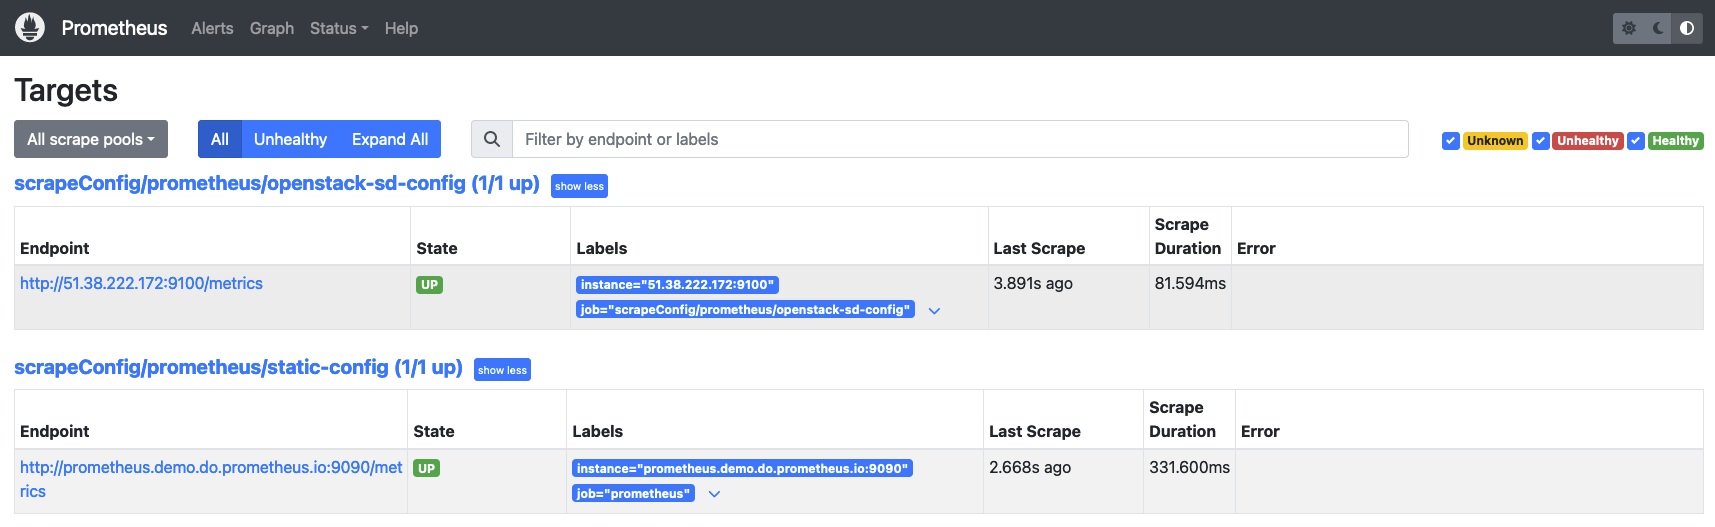 Prometheus Alerts Graph Status Help
Targets
All scrape pools All Unhealthy Expand All Filter by endpoint or labels Unknown Unhealthy Healthy
scrapeConfig/prometheus/openstack-sd-config (1/1 up) show less
Endpoint State Labels Last Scrape Scrape Duration Error
http://51.38.222.172:9100/metrics UP instance="51.38.222.172:9100" 3.891s ago 81.594ms
job="scrapeConfig/prometheus/openstack-sd-config"
scrapeConfig/prometheus/static-config (1/1 up) show less
Endpoint State Labels Last Scrape Scrape Duration Error
http://prometheus.demo.do.prometheus.io:9090/met UP instance="prometheus.demo.do.prometheus.io:9090" 2.668s ago 331.600ms
rics job="prometheus"